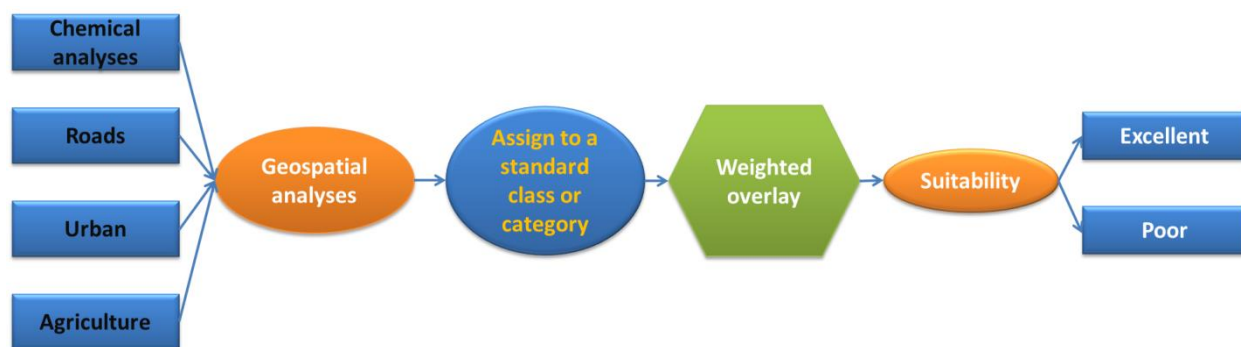 Chemical
analyses
Roads
Urban
Agriculture
Geospatial
analyses
Assign to a
standard
class or
category
Weighted
overlay
Suitability
Excellent
Poor